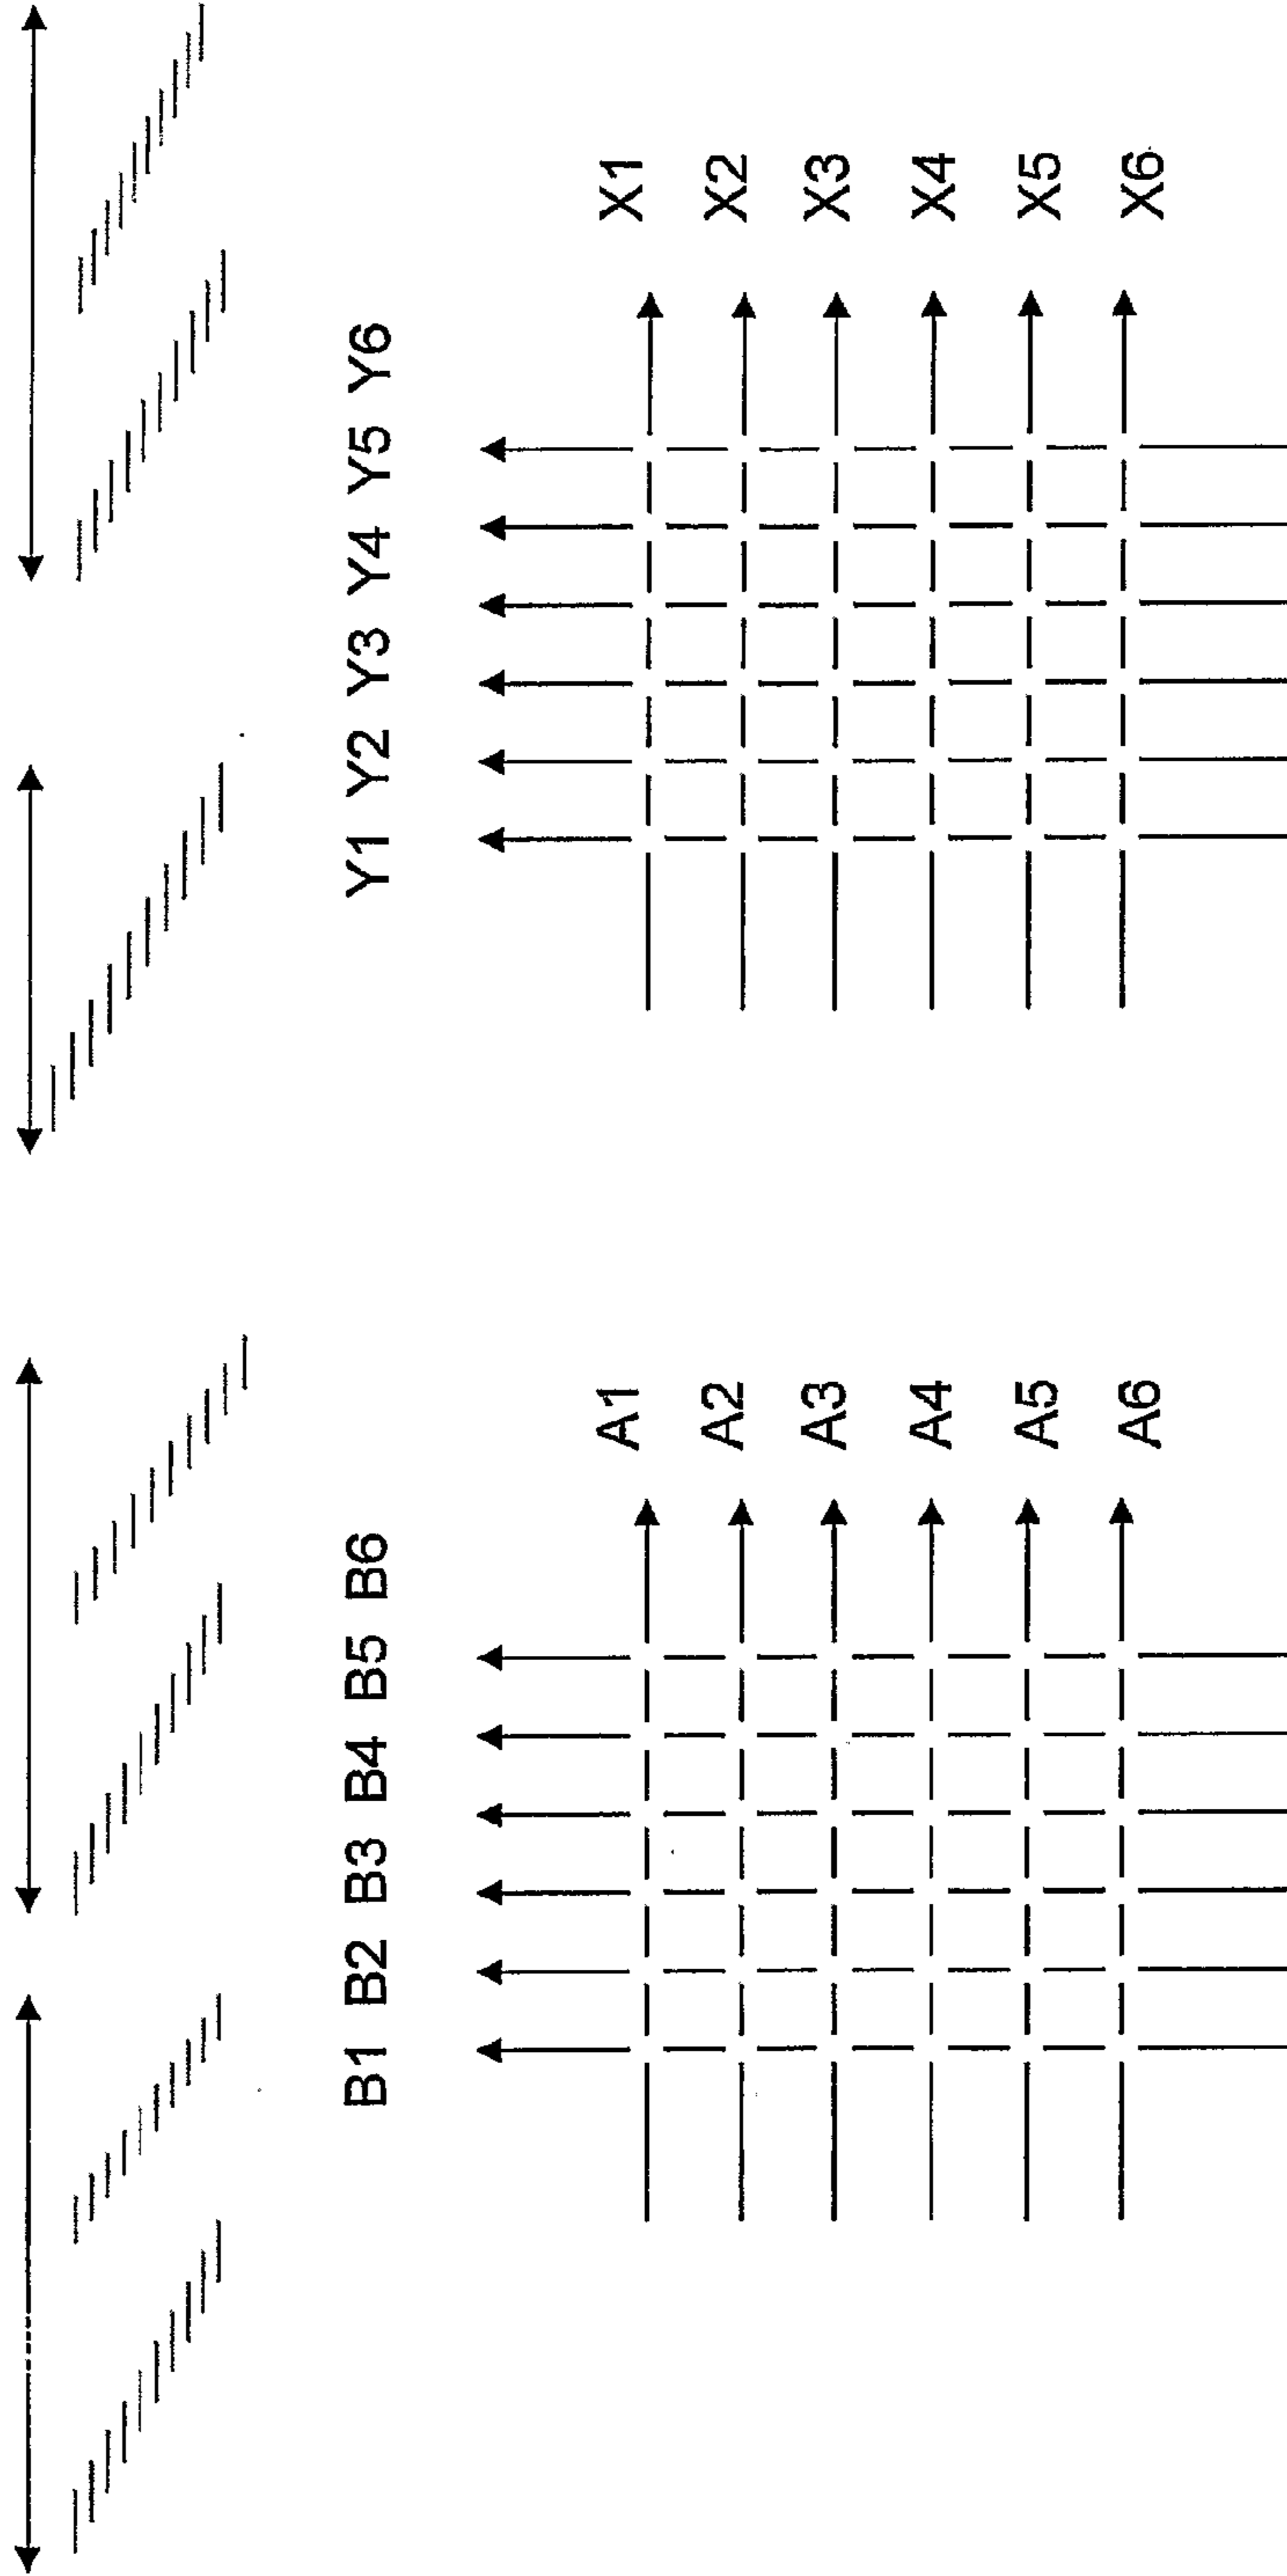 B1 B2 B3 B4 B5 B6
Y1 Y2 Y3 Y4 Y5 Y6
A1
A2
A3
A4
A5
A6
X1
X2
X3
X4
X5
X6